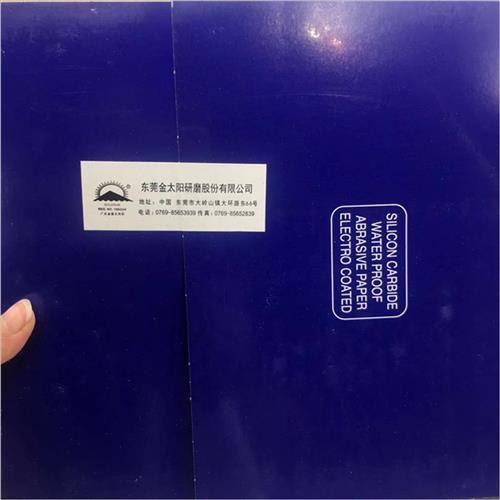 东莞金太阳研磨股份有限公司
地址: 中国 东莞市大岭山镇大环路东66号
电话: 0769-85653939 传真: 0769-85652839
SILICON CARBIDE
WATER PROOF
ABRASIVE PAPER
ELECTRO COATED